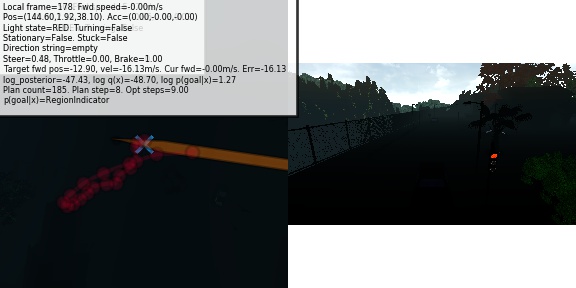 Local frame=178. Fwd speed=-0.00m/s
Pos=(144.60,1.92,38.10). Acc=(0.00;-0.00,-0.00)
Light state=RED. Turning=False
Stationary=False. Stuck=False
Direction string=empty
Steer=0.48, Throttle=0.00, Brake=1.00
Target fwd pos=-12.90, vel=-16.13m/s. Cur fwd=-0.00m/s. Err=-16.13
log_posterior=-47.43, log q(x)=-48.70, log p(goal|x)=1.27
Plan count=185. Plan step=8. Opt steps=9.00
p(goal|x)=RegionIndicator